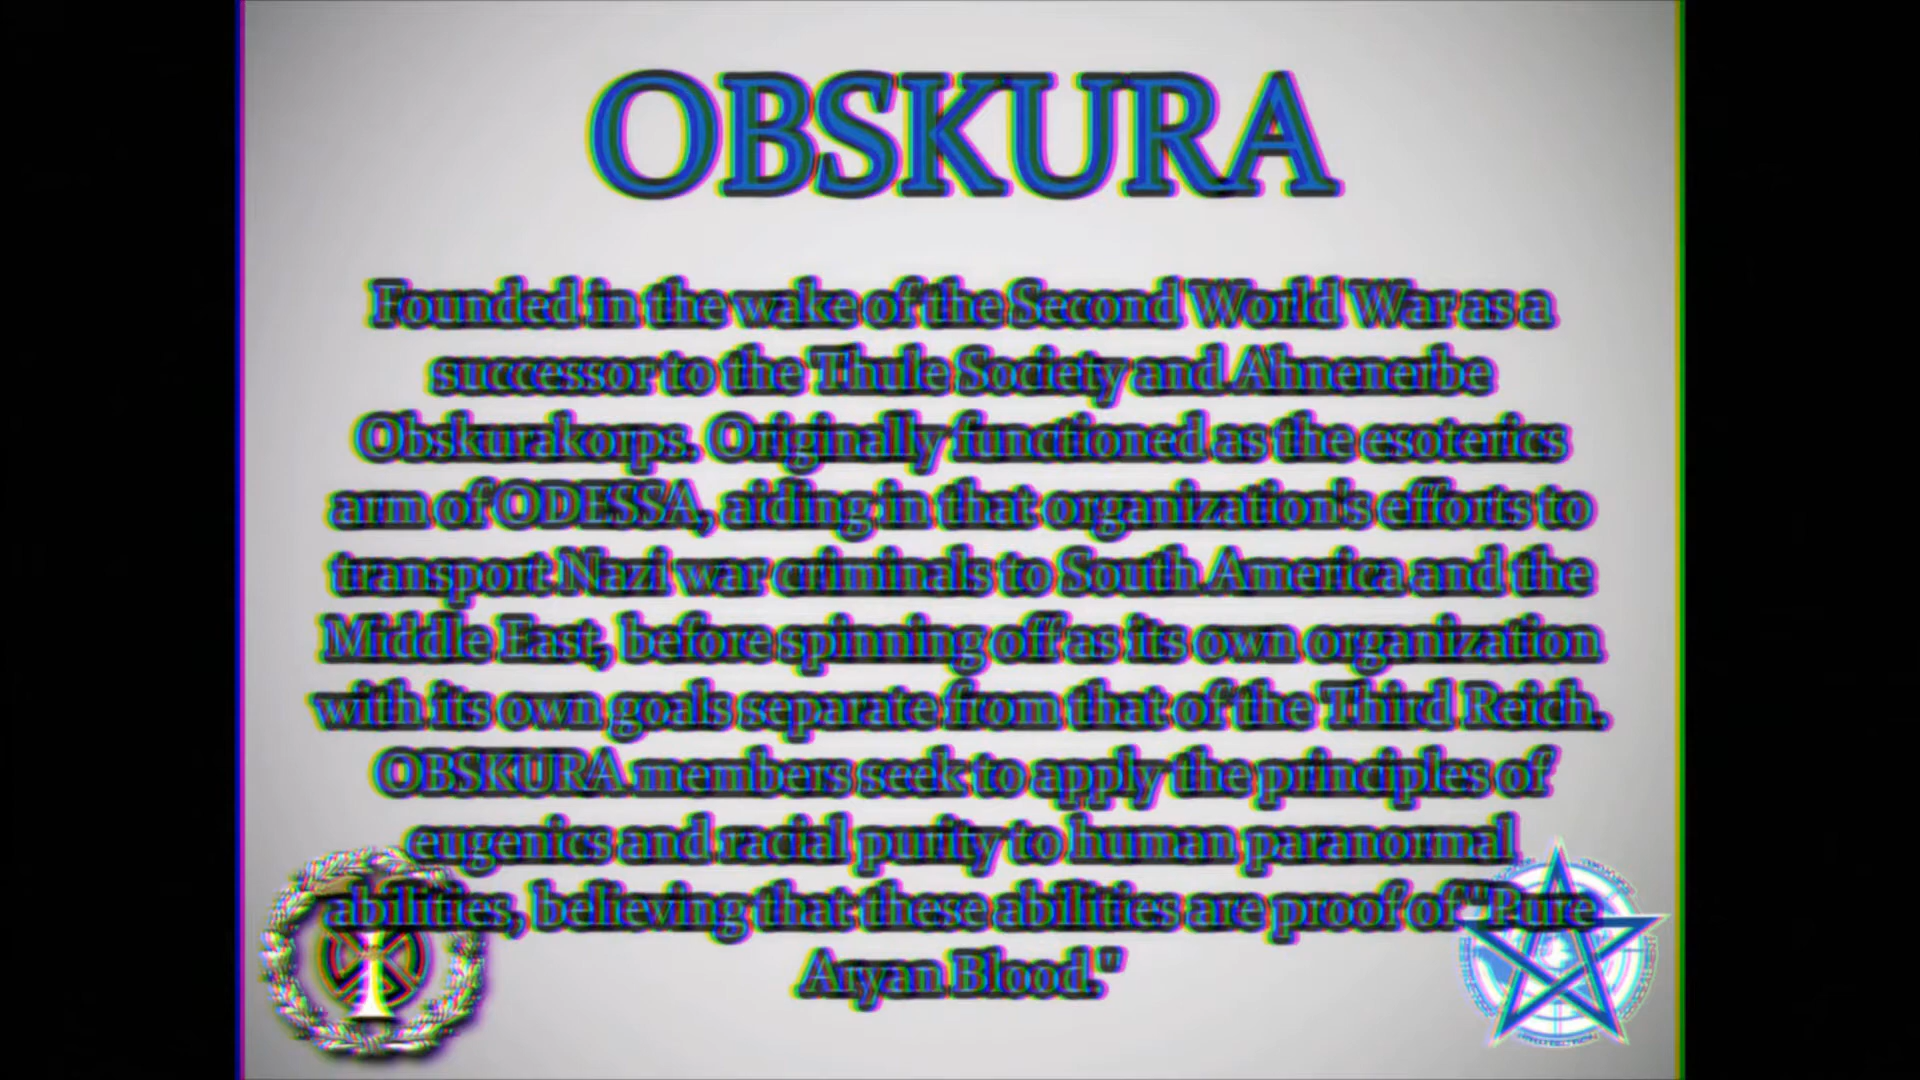 OBSKURA
Founded in the wake of the Second World War as a
successor to the Thule Society and Ahnenerbe
Obskurakorps. Originally functioned as the esoterics
arm of ODESSA, aiding in that organization's efforts to
transport Nazi war criminals to South America and the
Middle East, before spinning off as its own organization
with its own goals separate from that of the Third Reich.
OBSKURA members seek to apply the principles of
eugenics and racial purity to human paranormal
abilities, believing that these abilities are proof of "Pure
Aryan Blood."